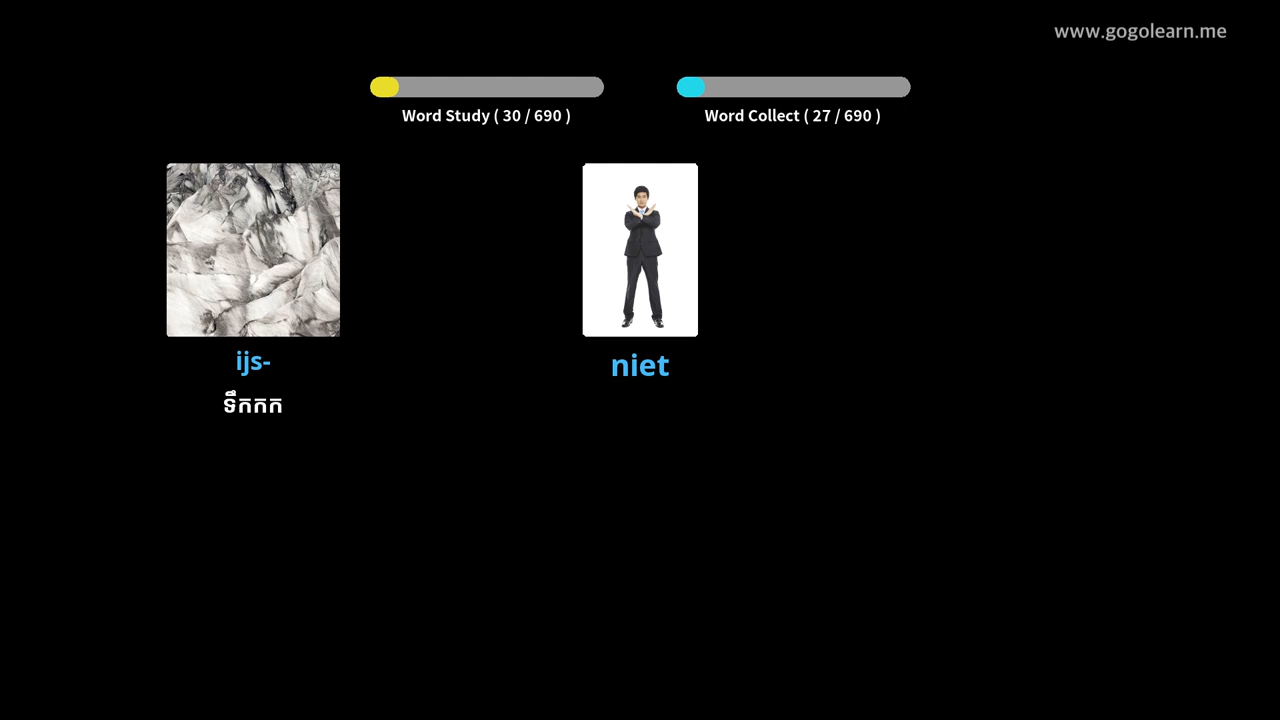 www.gogolearn.me
Word Study ( 30 / 690 )
Word Collect ( 27 / 690 )
ijs-
ទឹកកក
niet